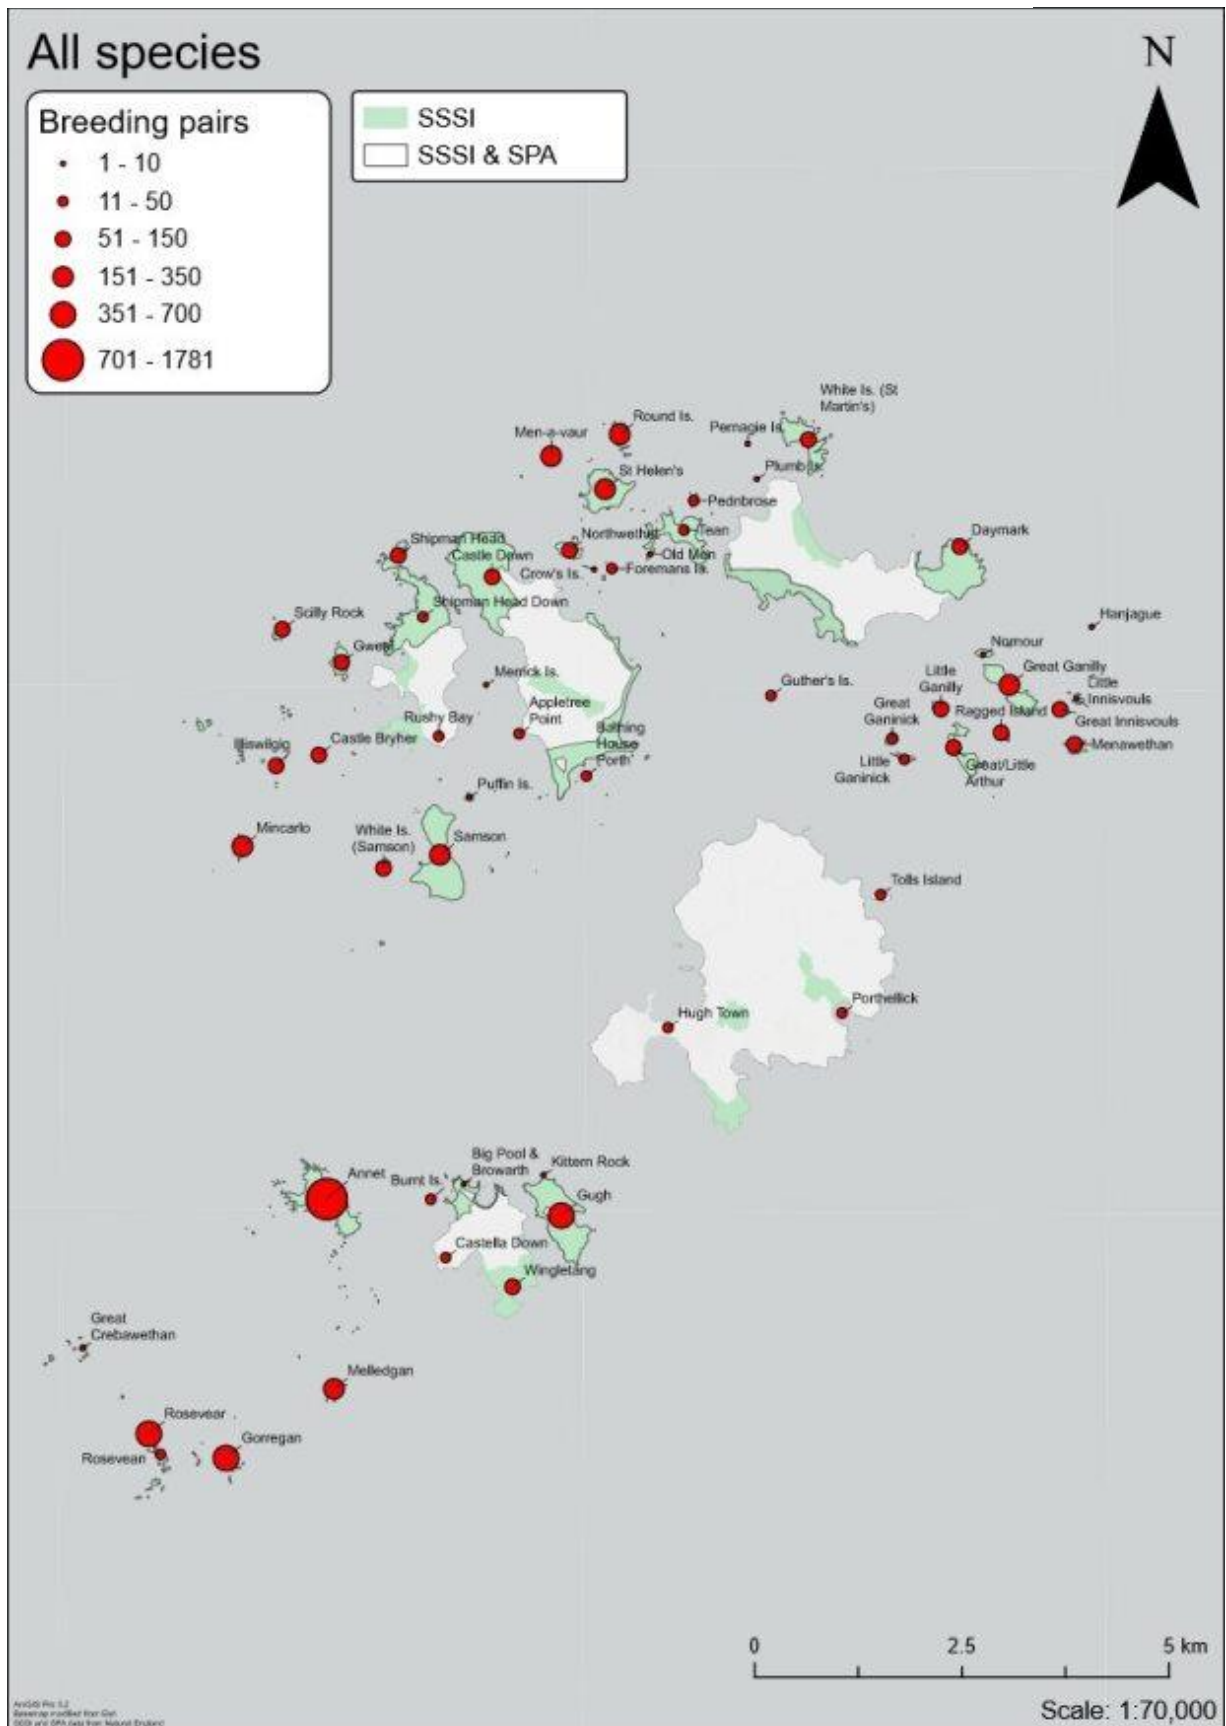 All species
N
Breeding pairs
1 - 10
11 - 50
51 - 150
151 - 350
351 - 700
701 - 1781
SSSI
SSSI & SPA
White Is. (St
Martin's)
Round Is.
Men-a-vaur
Pernagie Is.
St Helen's
Plumb Is.
Pednbrose
Northwethel
Tean
Daymark
Shipman Head
Castle Down
Old Men
Crow's Is.
Foremans Is.
Shipman Head Down
Scilly Rock
Hanjague
Gweal
Nornour
Merrick Is.
Guther's Is.
Little
Ganilly
Great Ganilly
Little
Innisvouls
Appletree
Point
Great
Ganinick
Ragged Island
Great Innisvouls
Rushy Bay
Bathing
House
Porth
Castle Bryher
Illiswilgig
Menawethan
Little
Ganinick
Great/Little
Arthur
Puffin Is.
Mincarlo
White Is.
(Samson)
Samson
Tolls Island
Porthellick
Hugh Town
Big Pool &
Browarth
Kittern Rock
Annet
Burnt Is.
Gugh
Castella Down
Wingletang
Great
Crebawethan
Melledgan
Rosevear
Gorregan
Rosevean
0 2.5 5 km
Scale: 1:70,000
ArcGIS Pro 3.2